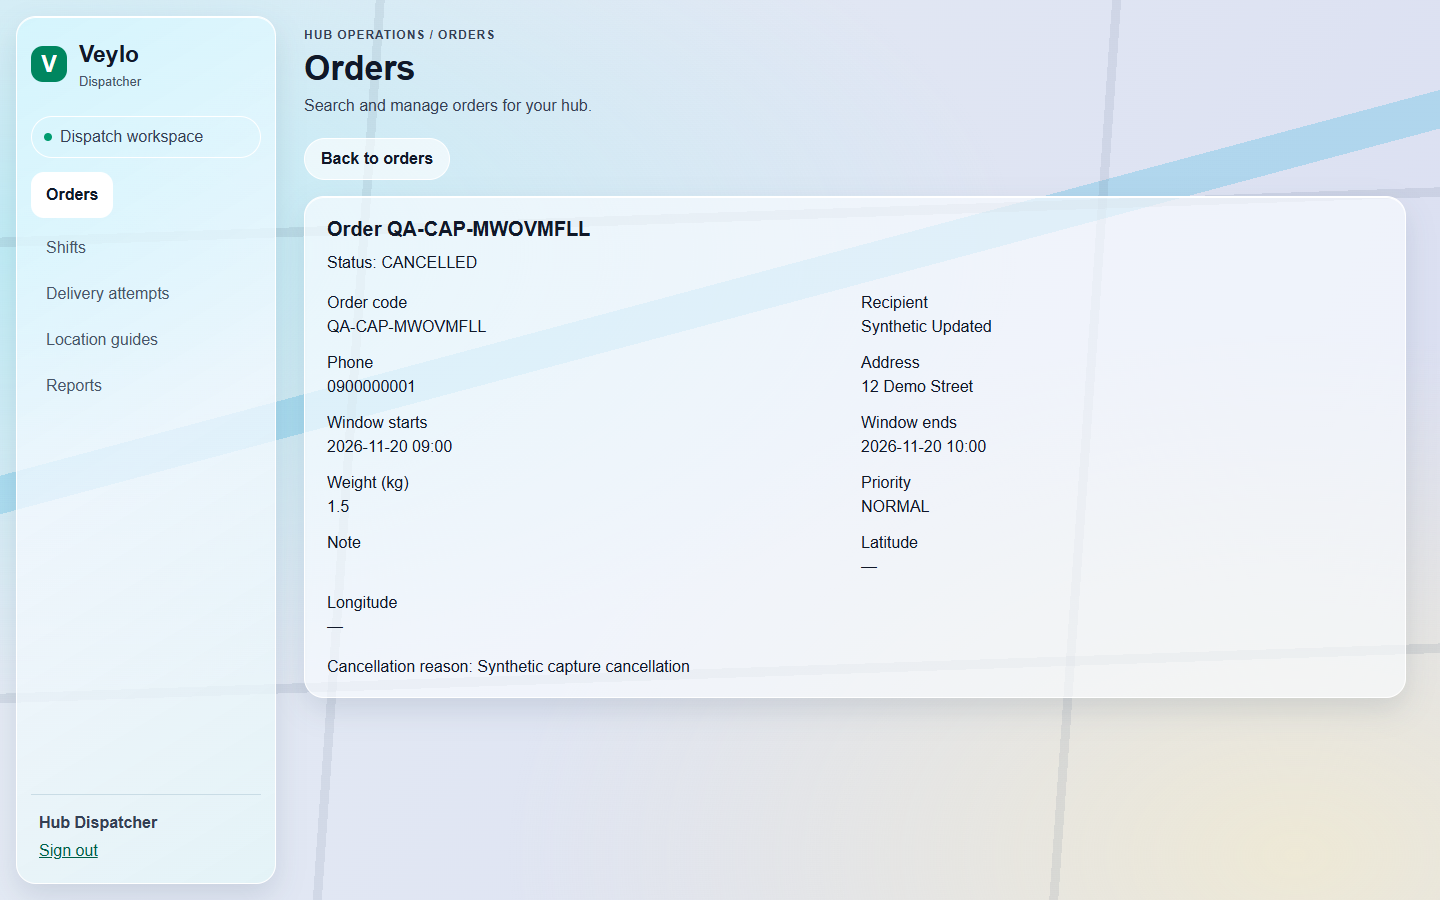 V
Veylo
Dispatcher
Dispatch workspace
Orders
Shifts
Delivery attempts
Location guides
Reports
Hub Dispatcher
Sign out
HUB OPERATIONS / ORDERS
Orders
Search and manage orders for your hub.
Back to orders
Order QA-CAP-MWOVMFLL
Status: CANCELLED
Order code
QA-CAP-MWOVMFLL
Recipient
Synthetic Updated
Phone
0900000001
Address
12 Demo Street
Window starts
2026-11-20 09:00
Window ends
2026-11-20 10:00
Weight (kg)
1.5
Priority
NORMAL
Note
Latitude
—
Longitude
—
Cancellation reason: Synthetic capture cancellation